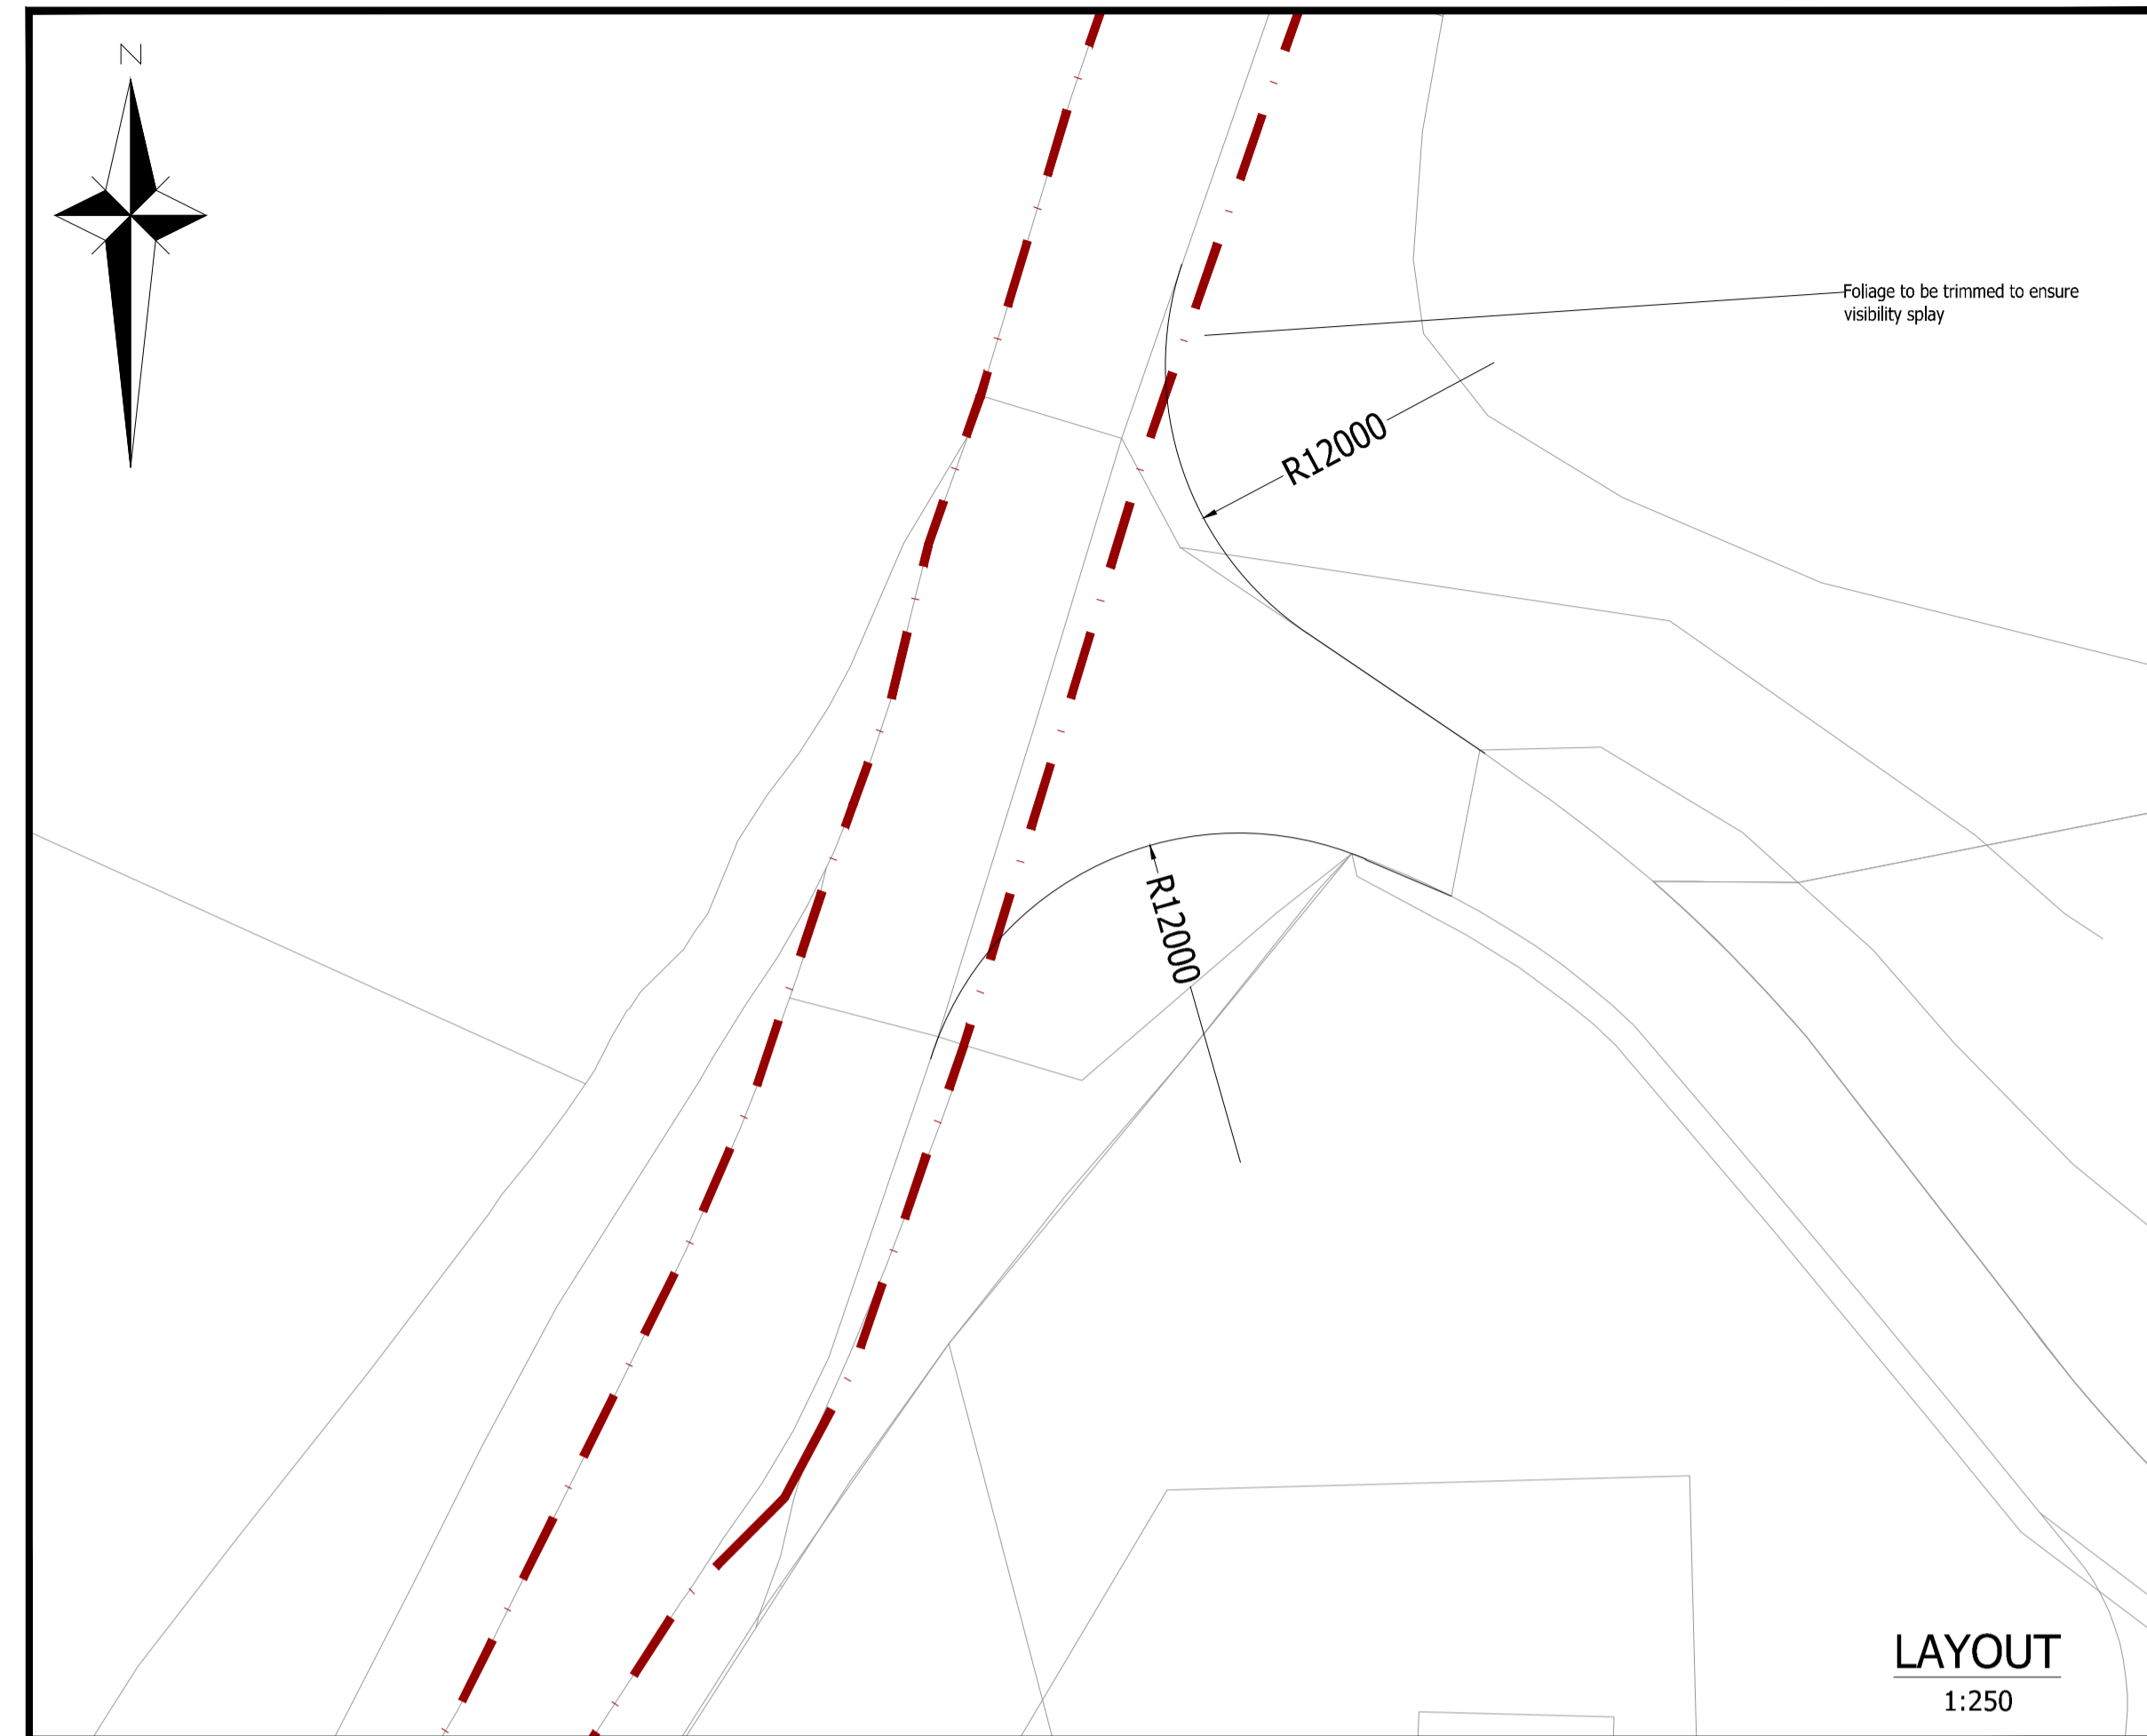 N
Foliage to be trimmed to ensure
visibility splay
R12000
R12000
LAYOUT
1:250